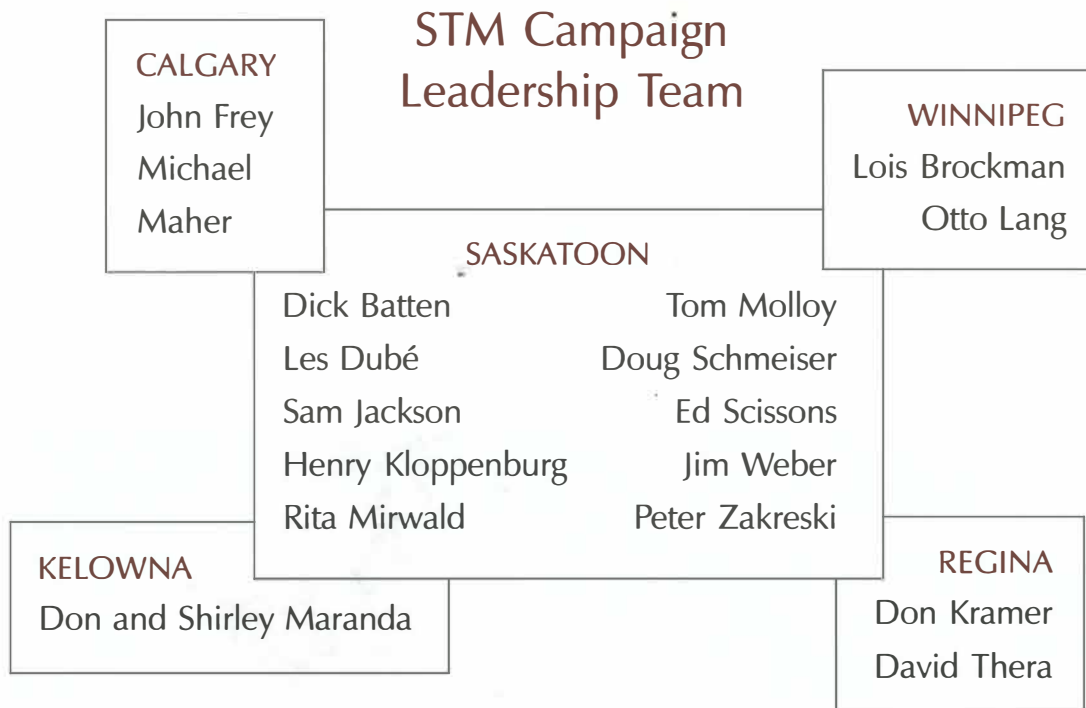 STM Campaign
Leadership Team
CALGARY
John Frey
Michael
Maher
WINNIPEG
Lois Brockman
Otto Lang
SASKATOON
Dick Batten
Les Dubé
Sam Jackson
Henry Kloppenburg
Rita Mirwald
Tom Molloy
Doug Schmeiser
Ed Scissons
Jim Weber
Peter Zakreski
KELOWNA
Don and Shirley Maranda
REGINA
Don Kramer
David Thera